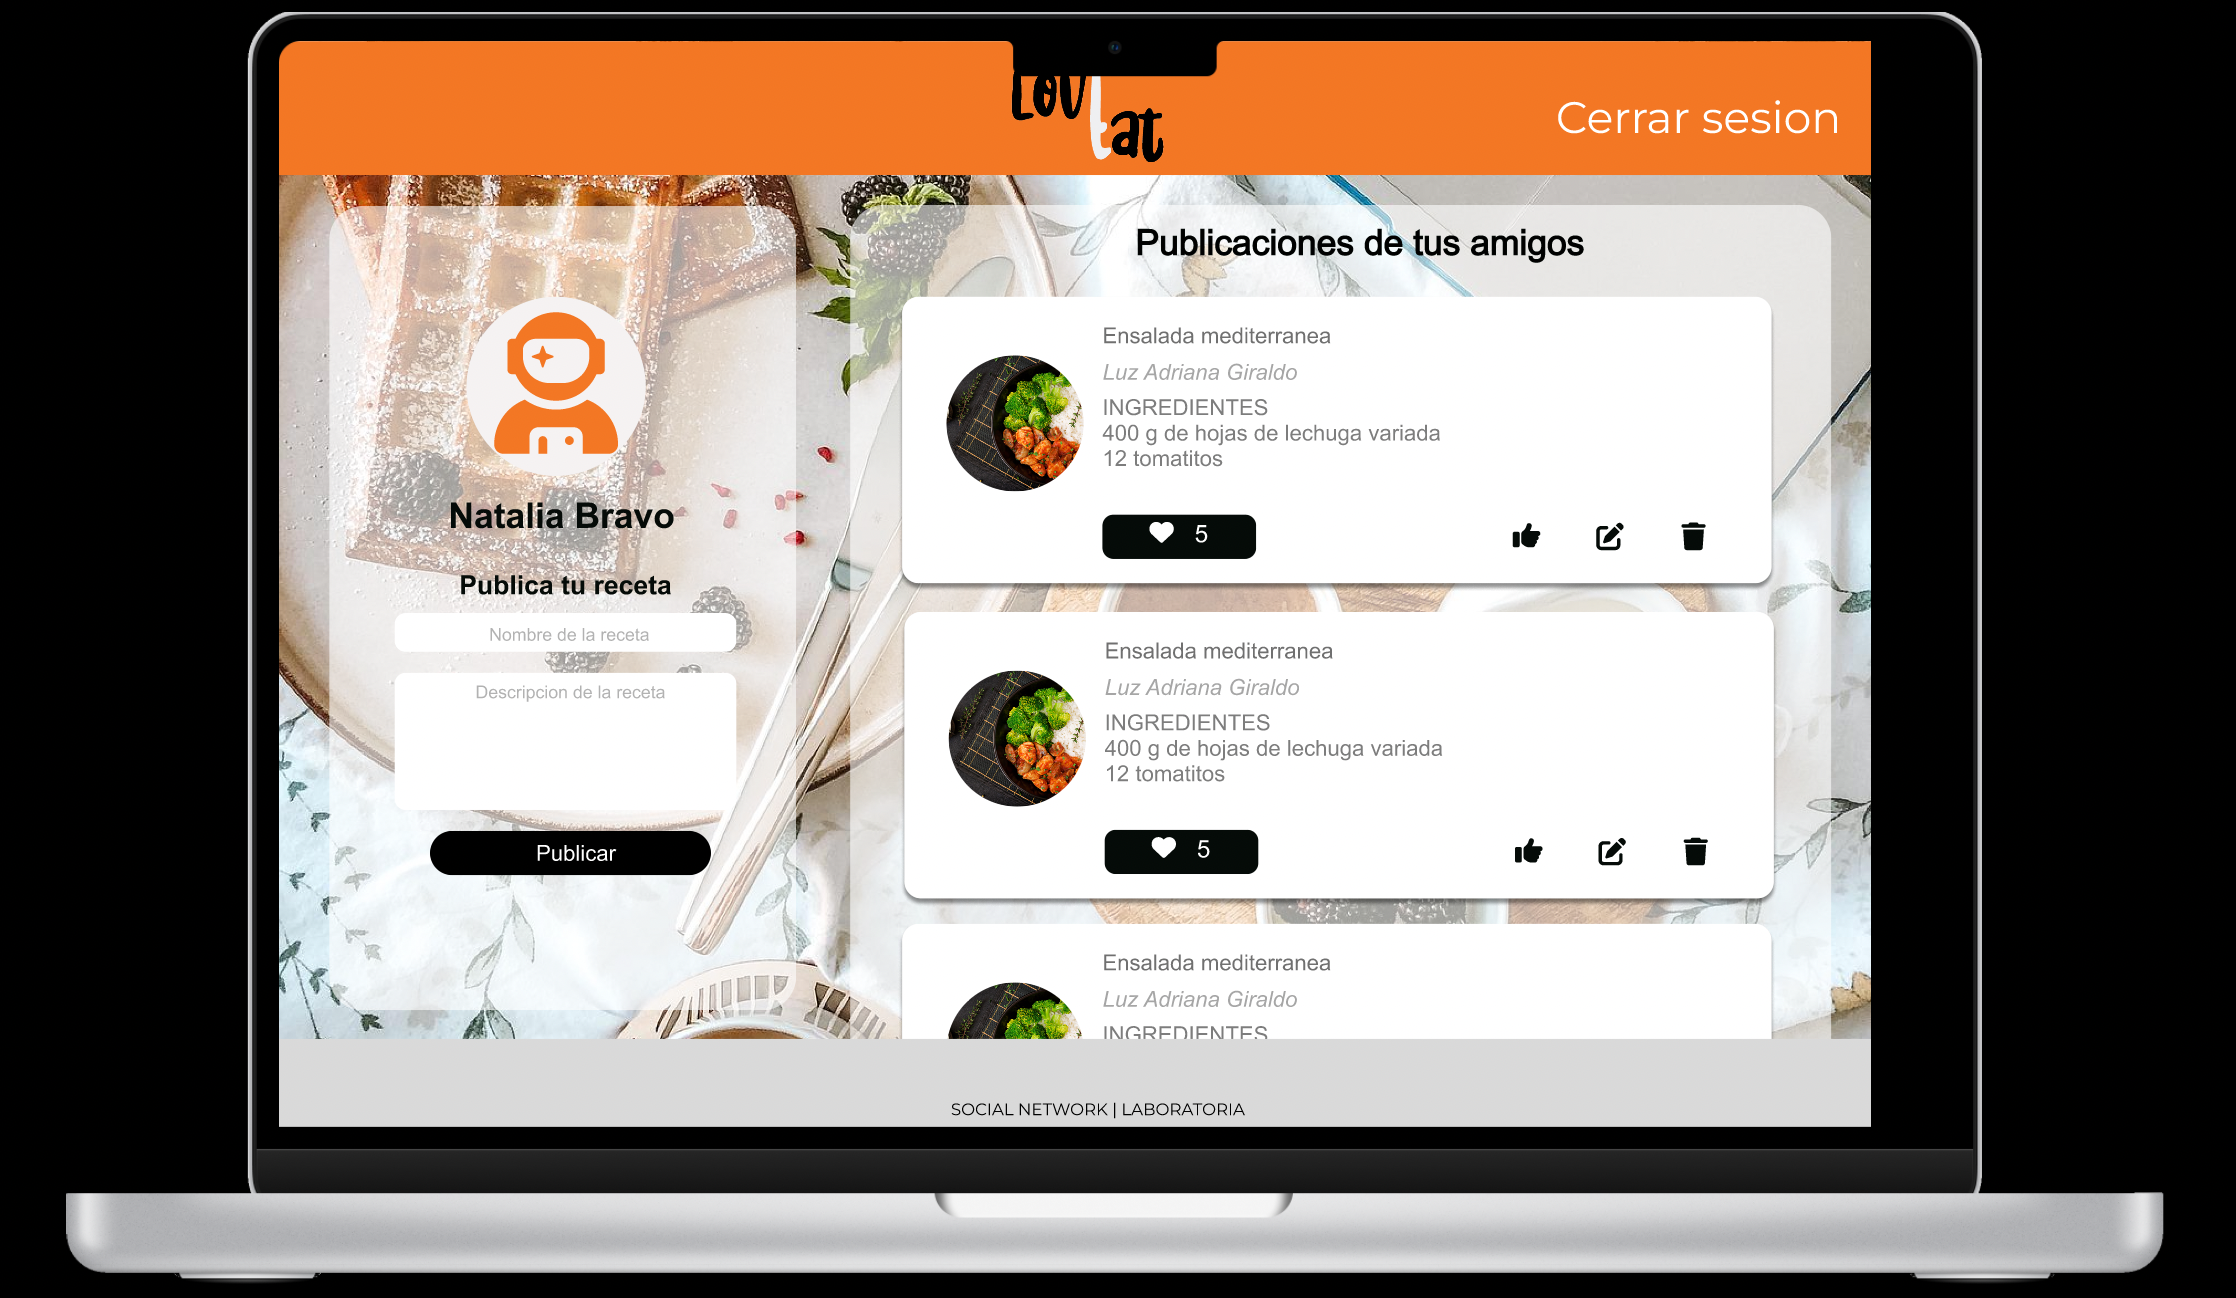 Lov
Eat
Cerrar sesion
Natalia Bravo
Publica tu receta
Nombre de la receta
Descripcion de la receta
Publicar
Publicaciones de tus amigos
Ensalada mediterranea
Luz Adriana Giraldo
INGREDIENTES
400 g de hojas de lechuga variada
12 tomatitos
5
Ensalada mediterranea
Luz Adriana Giraldo
INGREDIENTES
400 g de hojas de lechuga variada
12 tomatitos
5
Ensalada mediterranea
Luz Adriana Giraldo
INGREDIENTES
SOCIAL NETWORK | LABORATORIA